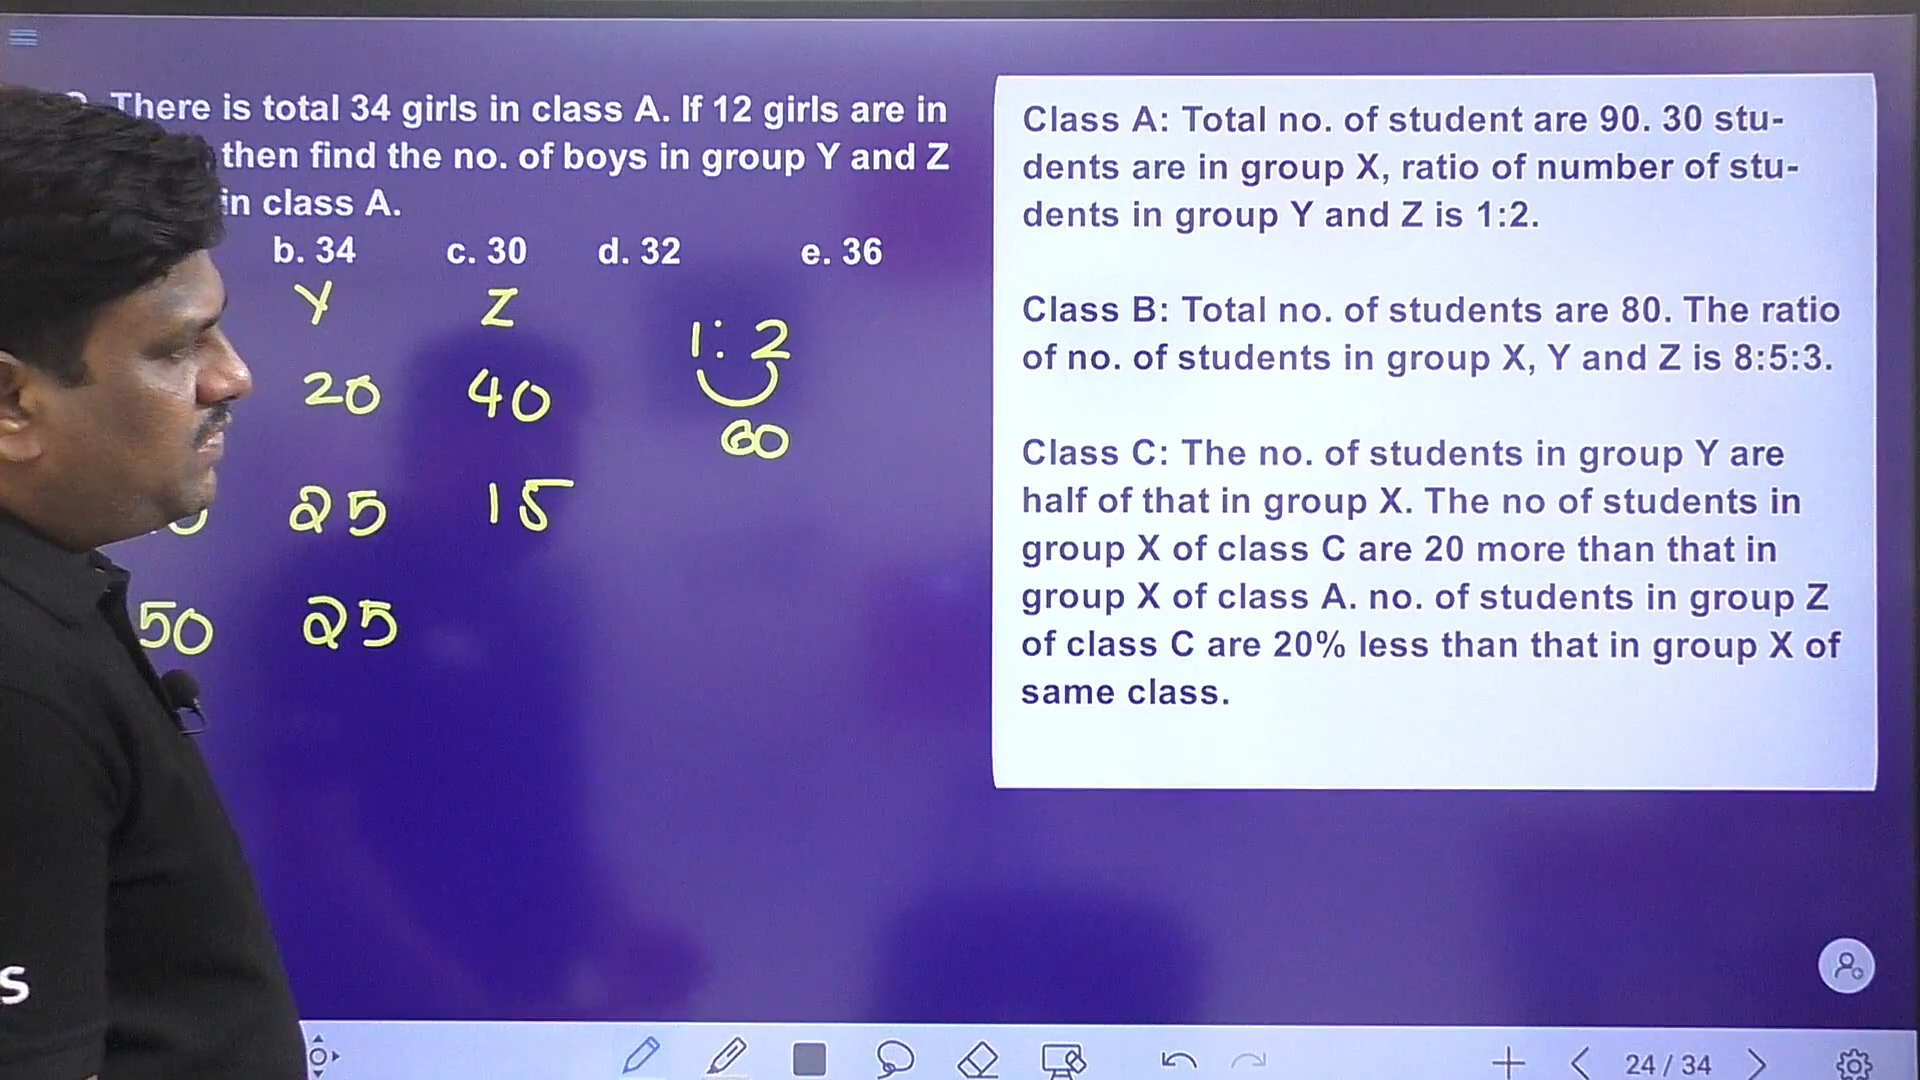 There is total 34 girls in class A. If 12 girls are in
then find the no. of boys in group Y and Z
in class A.
b. 34 c. 30 d. 32 e. 36
Y Z
1:2
20 40
60
25 15
50 25
Class A: Total no. of student are 90. 30 stu-
dents are in group X, ratio of number of stu-
dents in group Y and Z is 1:2.
Class B: Total no. of students are 80. The ratio
of no. of students in group X, Y and Z is 8:5:3.
Class C: The no. of students in group Y are
half of that in group X. The no of students in
group X of class C are 20 more than that in
group X of class A. no. of students in group Z
of class C are 20% less than that in group X of
same class.
S
24 / 34